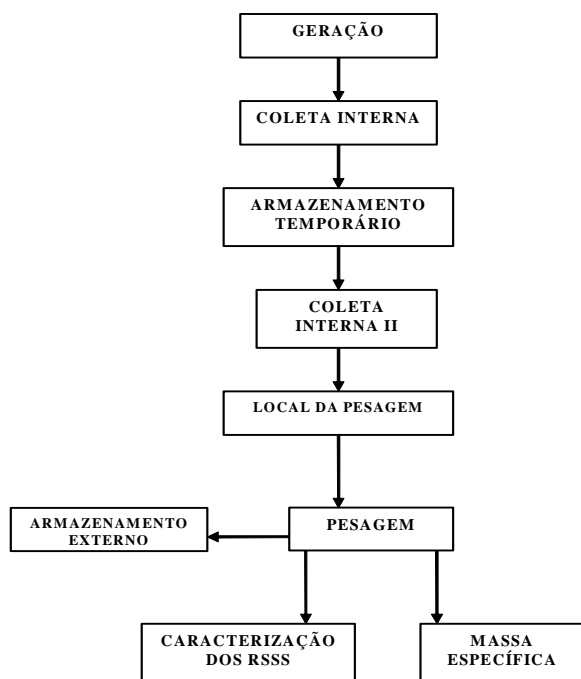 GERAÇÃO
COLETA INTERNA
ARMAZENAMENTO
TEMPORÁRIO
COLETA
INTERNA II
LOCAL DA PESAGEM
ARMAZENAMENTO
EXTERNO
PESAGEM
CARACTERIZAÇÃO
DOS RSSS
MASSA
ESPECÍFICA